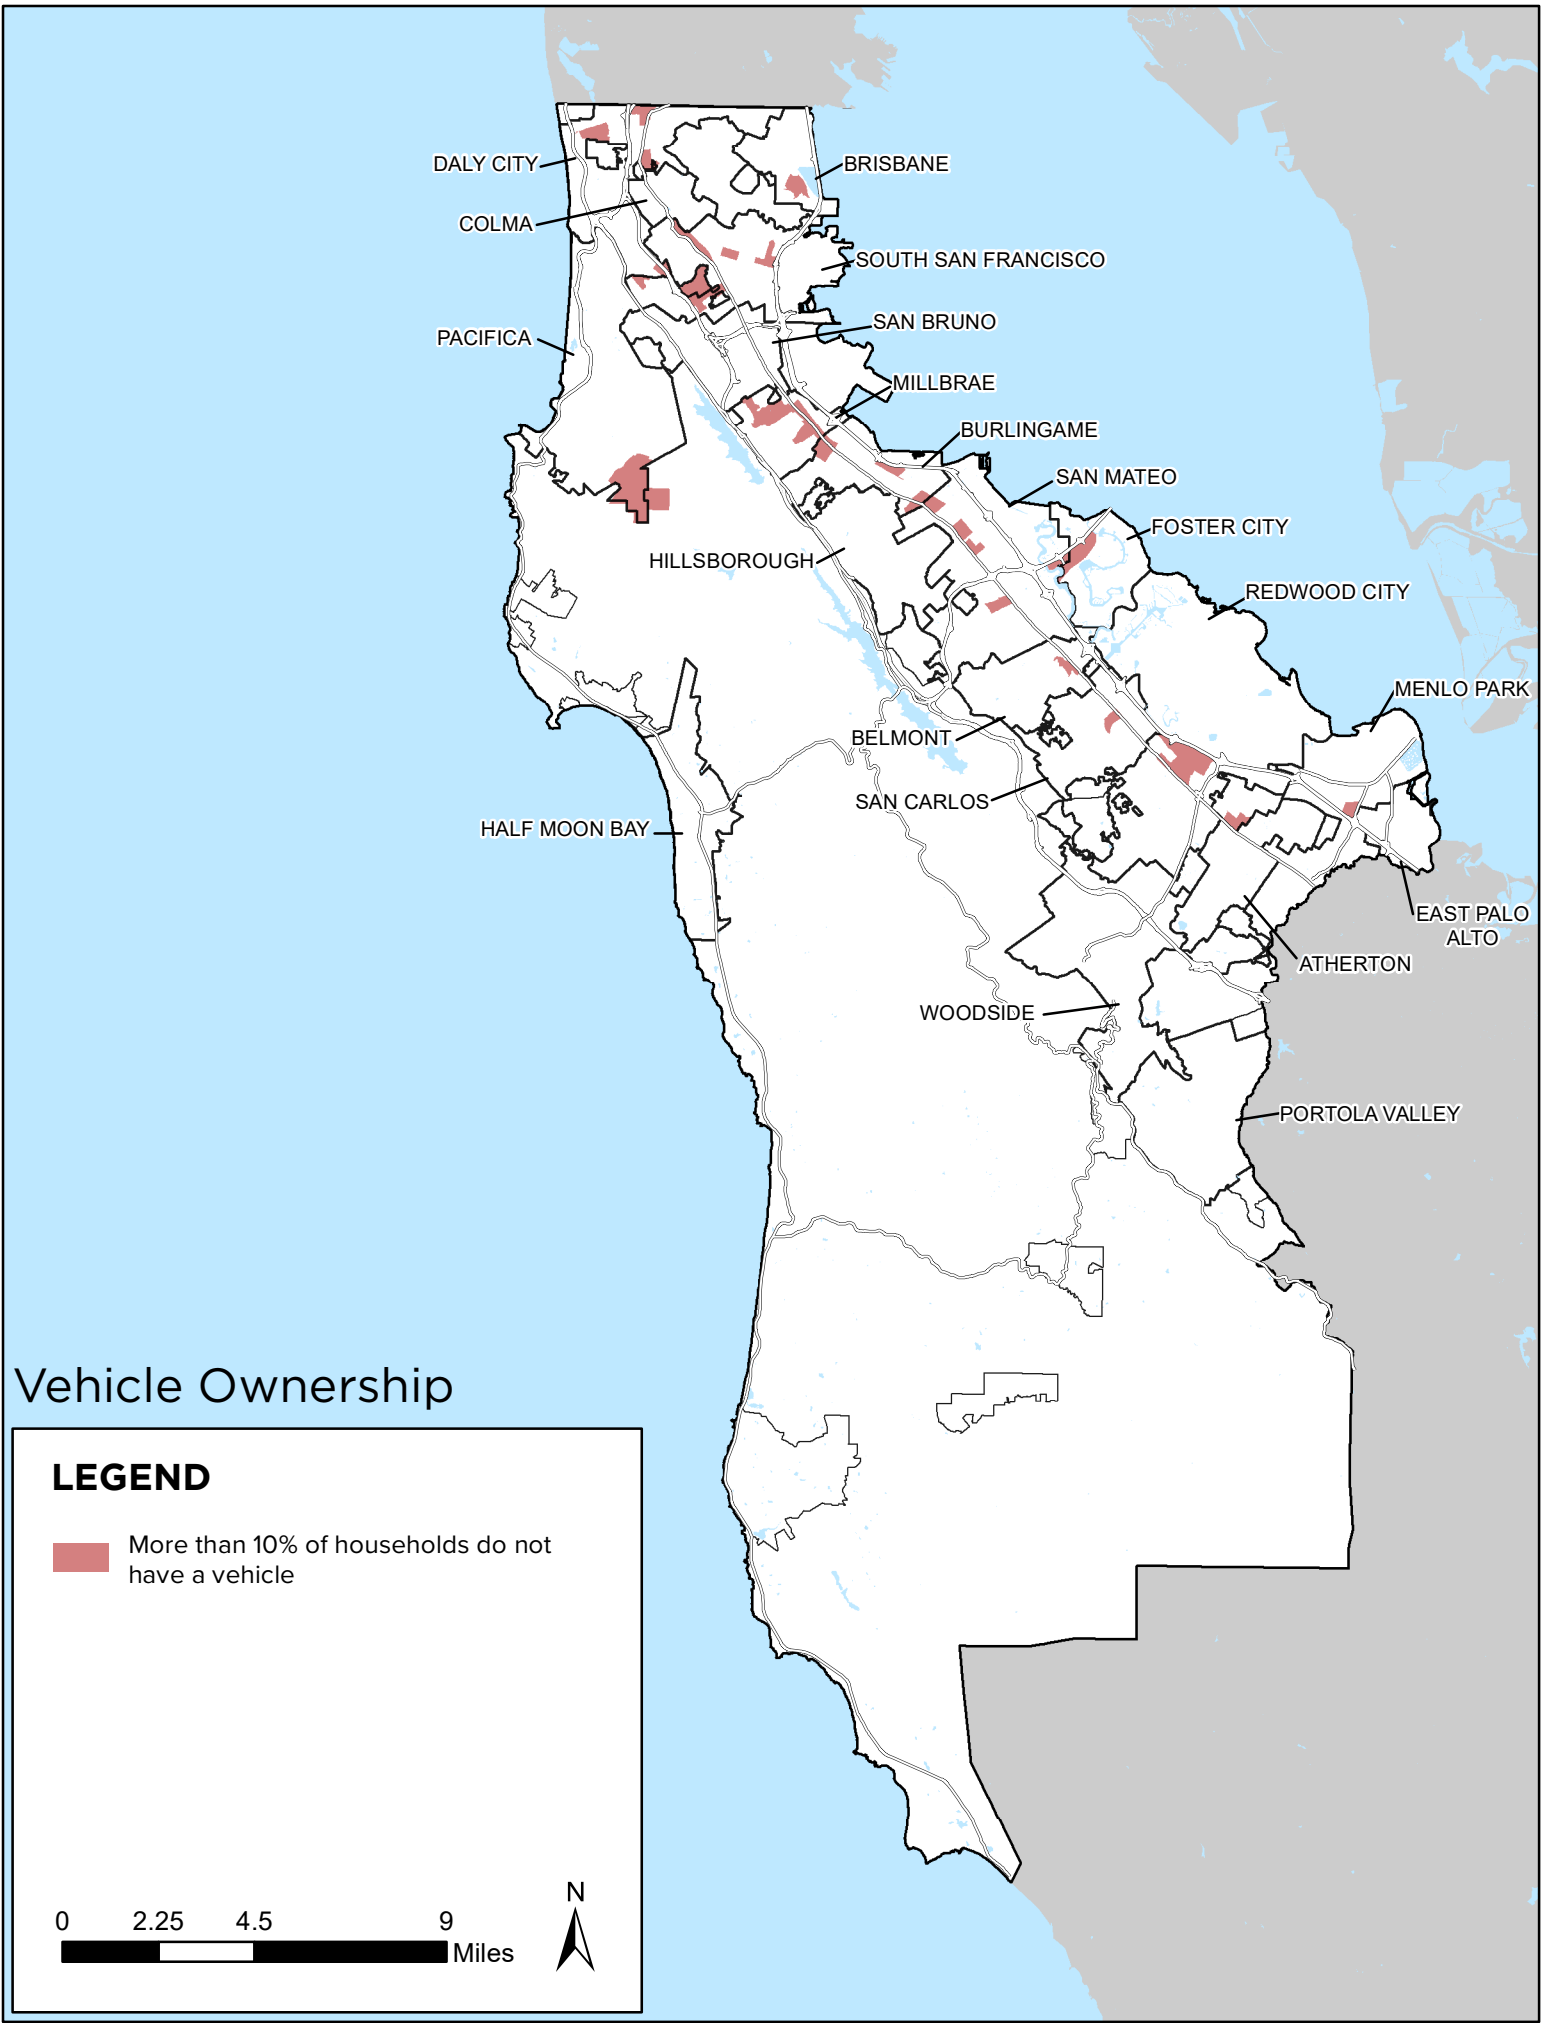 DALY CITY
BRISBANE
COLMA
SOUTH SAN FRANCISCO
SAN BRUNO
PACIFICA
MILLBRAE
BURLINGAME
SAN MATEO
FOSTER CITY
HILLSBOROUGH
REDWOOD CITY
MENLO PARK
BELMONT
SAN CARLOS
HALF MOON BAY
EAST PALO
ALTO
ATHERTON
WOODSIDE
PORTOLA VALLEY
Vehicle Ownership
LEGEND
More than 10% of households do not
have a vehicle
N
0 2.25 4.5 9
Miles